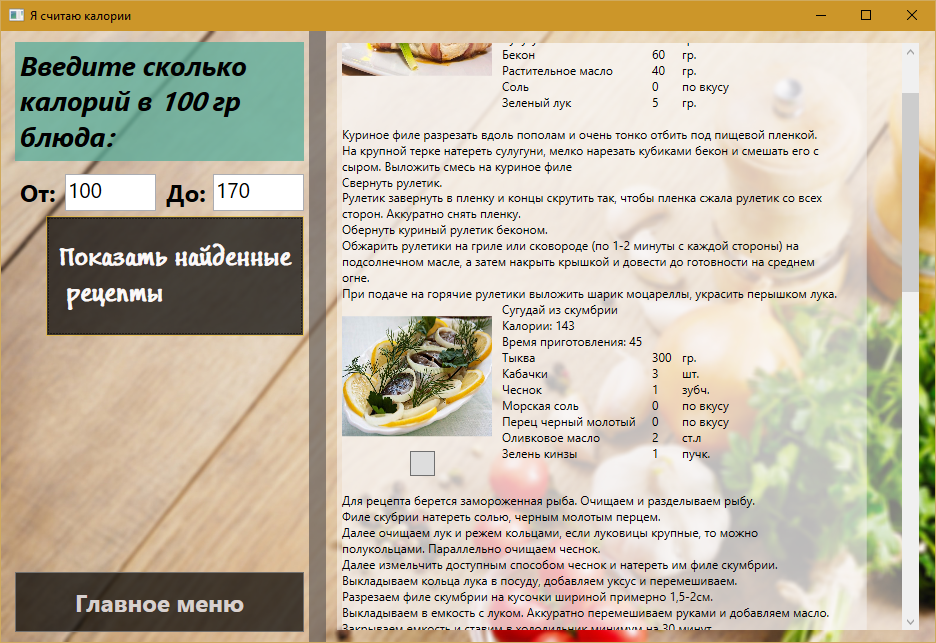 Я считаю калории
Введите сколько
калорий в 100 гр
блюда:
От: 100 До: 170
Показать найденные
рецепты
Главное меню
Бекон 60 гр.
Растительное масло 40 гр.
Соль 0 по вкусу
Зеленый лук 5 гр.
Куриное филе разрезать вдоль пополам и очень тонко отбить под пищевой пленкой.
На крупной терке натереть сулугуни, мелко нарезать кубиками бекон и смешать его с
сыром. Выложить смесь на куриное филе
Свернуть рулетик.
Рулетик завернуть в пленку и концы скрутить так, чтобы пленка сжала рулетик со всех
сторон. Аккуратно снять пленку.
Обернуть куриный рулетик беконом.
Обжарить рулетики на гриле или сковороде (по 1-2 минуты с каждой стороны) на
подсолнечном масле, а затем накрыть крышкой и довести до готовности на среднем
огне.
При подаче на горячие рулетики выложить шарик моцареллы, украсить перышком лука.
Сугудай из скумбрии
Калории: 143
Время приготовления: 45
Тыква 300 гр.
Кабачки 3 шт.
Чеснок 1 зубч.
Морская соль 0 по вкусу
Перец черный молотый 0 по вкусу
Оливковое масло 2 ст.л
Зелень кинзы 1 пучк.
Для рецепта берется замороженная рыба. Очищаем и разделываем рыбу.
Филе скубрии натереть солью, черным молотым перцем.
Далее очищаем лук и режем кольцами, если луковицы крупные, то можно
полукольцами. Параллельно очищаем чеснок.
Далее измельчить доступным способом чеснок и натереть им филе скумбрии.
Выкладываем кольца лука в посуду, добавляем уксус и перемешиваем.
Разрезаем филе скумбрии на кусочки шириной примерно 1,5-2см.
Выкладываем в емкость с луком. Аккуратно перемешиваем руками и добавляем масло.
Закрываем емкость и ставим в холодильник минимум на 30 минут